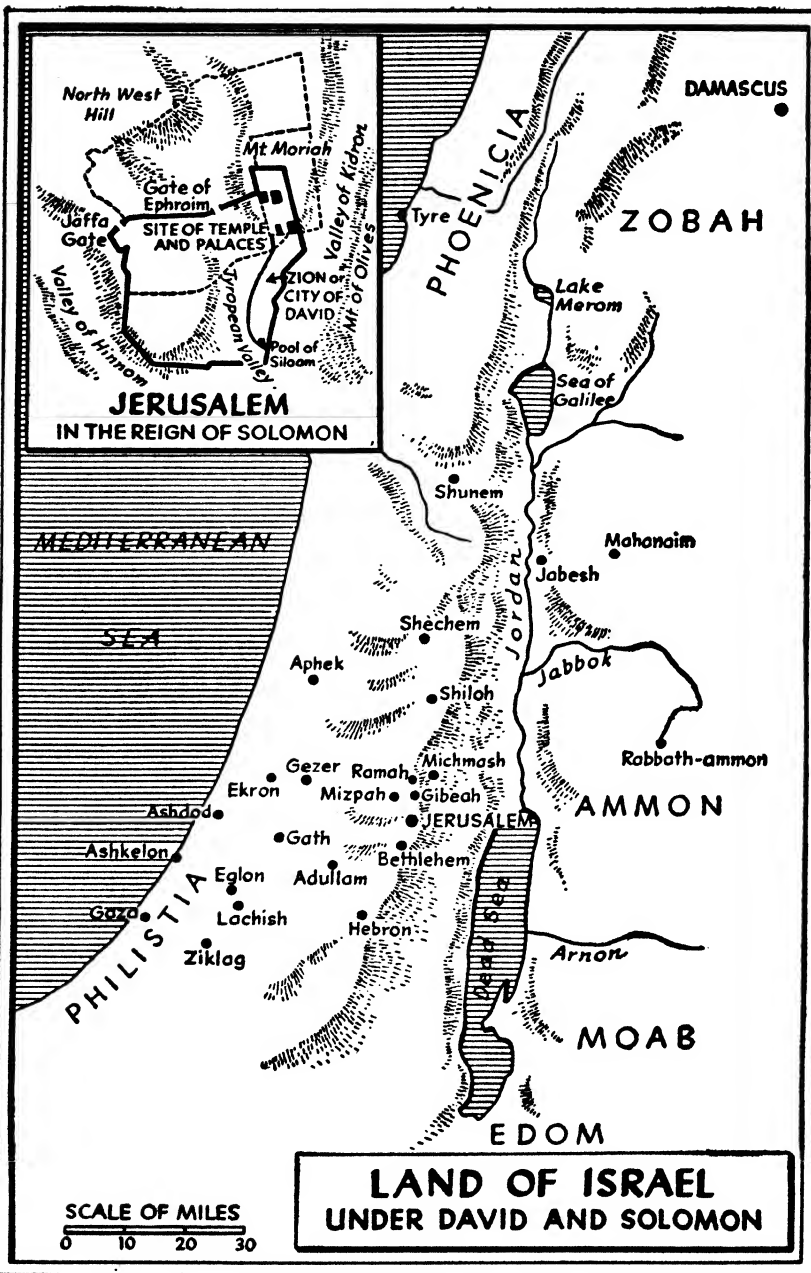 North West
Hill
Mt Moriah
Gate of
Ephraim
Jaffa
Gate
SITE OF TEMPLE
AND PALACES
Valley of Kidron
Mt of Olives
ZION or
CITY OF
DAVID
Valley of Hinnom
Tyropean Valley
Pool of
Siloam
JERUSALEM
IN THE REIGN OF SOLOMON
DAMASCUS
PHOENICIA
Tyre
ZOBAH
Lake
Merom
Sea of
Galilee
Shunem
MEDITERRANEAN
SEA
Mahanaim
Jabesh
Jordan
Shechem
Aphek
Jabbok
Shiloh
Rabbath-ammon
Michmash
Ramah
Gezer
Ekron
Mizpah
Gibeah
AMMON
Ashdod
JERUSALEM
Gath
Bethlehem
Ashkelon
Adullam
Eglon
Lachish
Gaza
Hebron
Dead Sea
Ziklag
Arnon
PHILISTIA
MOAB
EDOM
LAND OF ISRAEL
UNDER DAVID AND SOLOMON
SCALE OF MILES
0 10 20 30